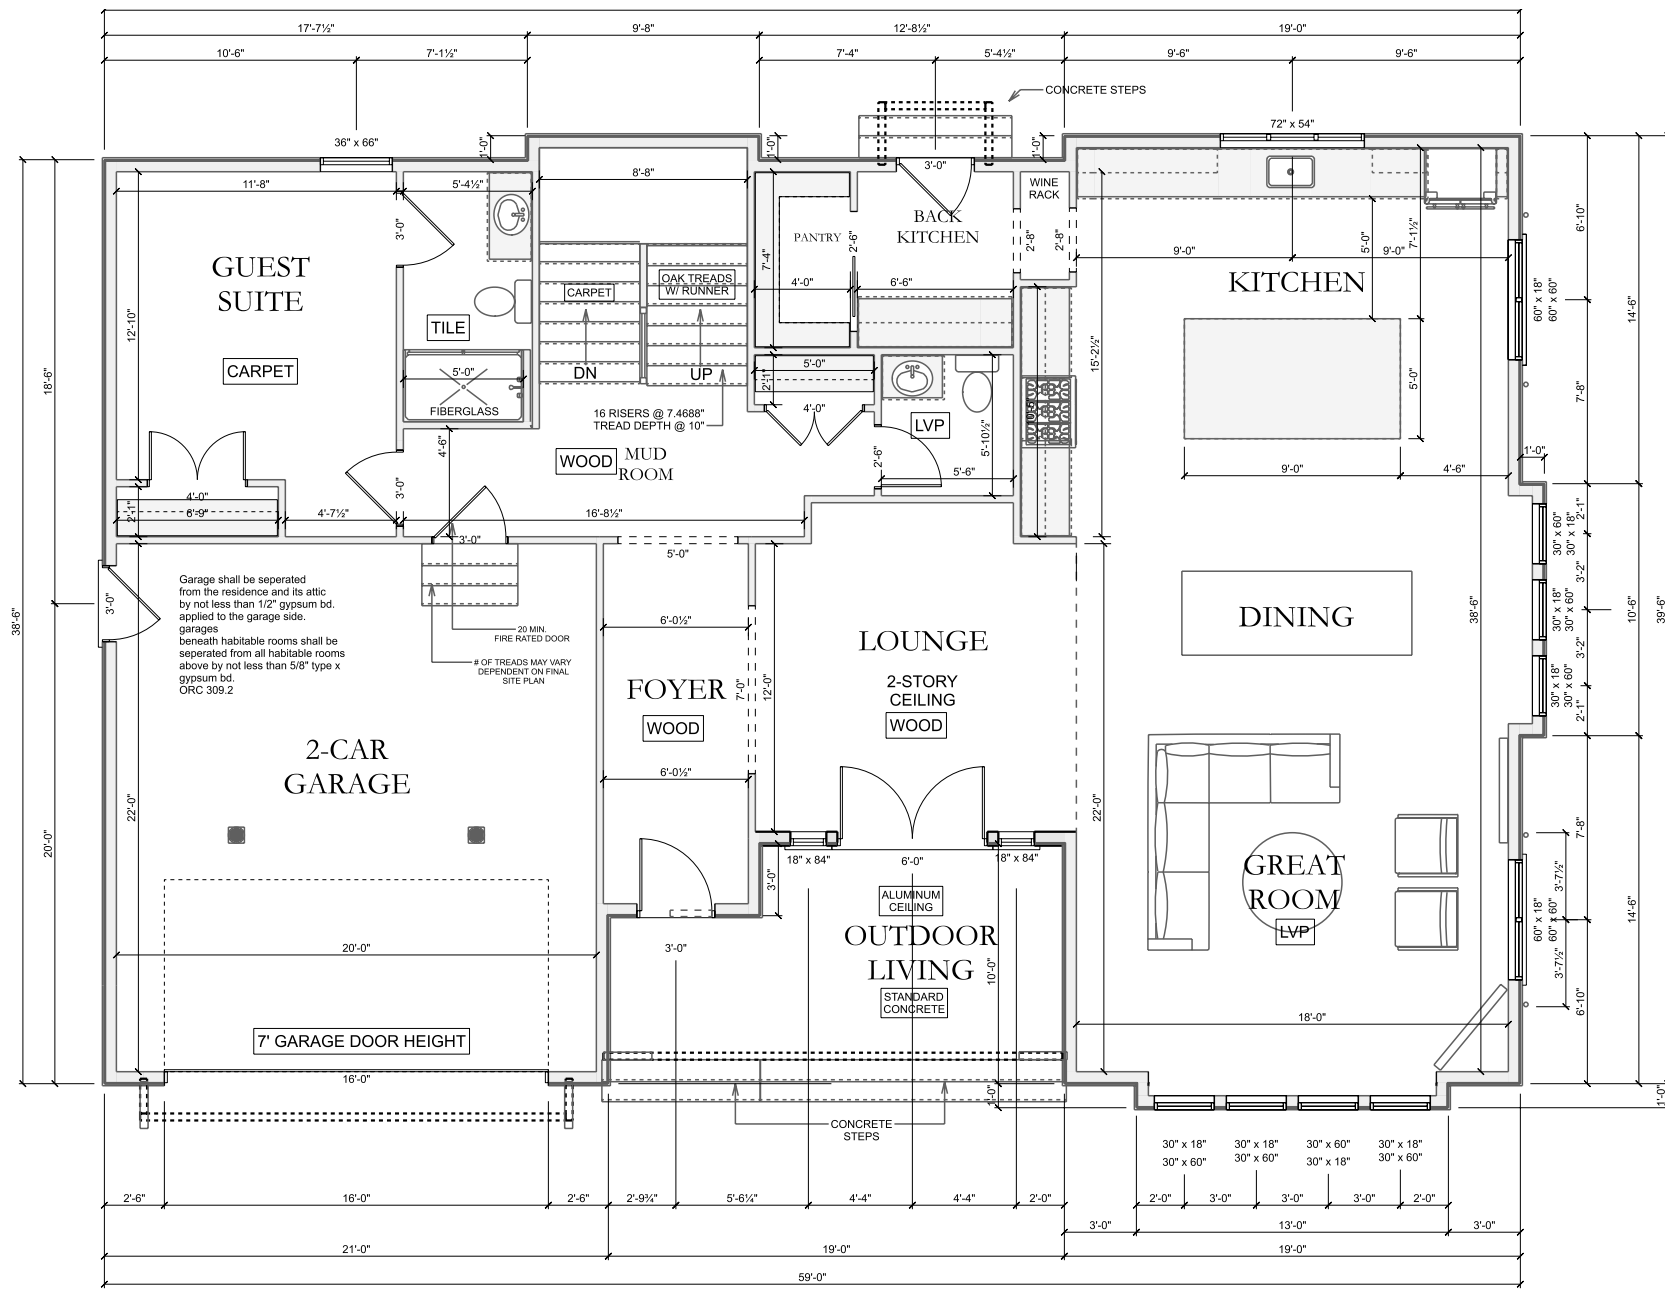 17'-7½"
9'-8"
12'-8½"
19'-0"
10'-6"
7'-1½"
7'-4"
5'-4½"
9'-6"
9'-6"
CONCRETE STEPS
72" x 54"
36" x 66"
1'-0"
1'-0"
1'-0"
3'-0"
11'-8"
5'-4½"
8'-8"
WINE
RACK
3'-0"
PANTRY
2'-6"
BACK
KITCHEN
2'-8"
2'-8"
5'-0"
7'-1½"
6'-10"
9'-0"
9'-0"
GUEST
SUITE
7'-4"
4'-0"
6'-6"
KITCHEN
CARPET
OAK TREADS
W/ RUNNER
60" x 18"
60" x 60"
14'-6"
12'-10"
TILE
15'-2½"
CARPET
5'-0"
DN
UP
5'-0"
2'-1"
5'-0"
7'-8"
18'-6"
FIBERGLASS
16 RISERS @ 7.4688"
TREAD DEPTH @ 10"
4'-0"
LVP
4'-6"
5'-10½"
2'-6"
WOOD
MUD
ROOM
5'-6"
9'-0"
4'-6"
1'-0"
3'-0"
4'-0"
2'-1"
6'-9"
4'-7½"
16'-8½"
30" x 60"
30" x 18"
2'-1"
3'-0"
5'-0"
3'-2"
Garage shall be seperated
from the residence and its attic
by not less than 1/2" gypsum bd.
applied to the garage side.
garages
beneath habitable rooms shall be
seperated from all habitable rooms
above by not less than 5/8" type x
gypsum bd.
ORC 309.2
3'-0"
38'-6"
20 MIN.
FIRE RATED DOOR
# OF TREADS MAY VARY
DEPENDENT ON FINAL
SITE PLAN
6'-0½"
LOUNGE
2-STORY
CEILING
WOOD
DINING
38'-6"
30" x 18"
30" x 60"
10'-6"
39'-6"
3'-2"
FOYER
WOOD
7'-0"
12'-0"
30" x 18"
30" x 60"
2'-1"
2-CAR
GARAGE
6'-0½"
22'-0"
22'-0"
20'-0"
7'-8"
18" x 84"
6'-0"
18" x 84"
3'-0"
GREAT
ROOM
LVP
ALUMINUM
CEILING
OUTDOOR
LIVING
STANDARD
CONCRETE
10'-0"
3'-7½"
60" x 18"
60" x 60"
14'-6"
3'-7½"
20'-0"
3'-0"
6'-10"
18'-0"
7' GARAGE DOOR HEIGHT
16'-0"
1'-0"
1'-0"
CONCRETE
STEPS
30" x 18"
30" x 60"
30" x 18"
30" x 60"
30" x 60"
30" x 18"
30" x 18"
30" x 60"
2'-6"
16'-0"
2'-6"
2'-9¾"
5'-6¼"
4'-4"
4'-4"
2'-0"
2'-0"
3'-0"
3'-0"
3'-0"
2'-0"
3'-0"
13'-0"
3'-0"
21'-0"
19'-0"
19'-0"
59'-0"